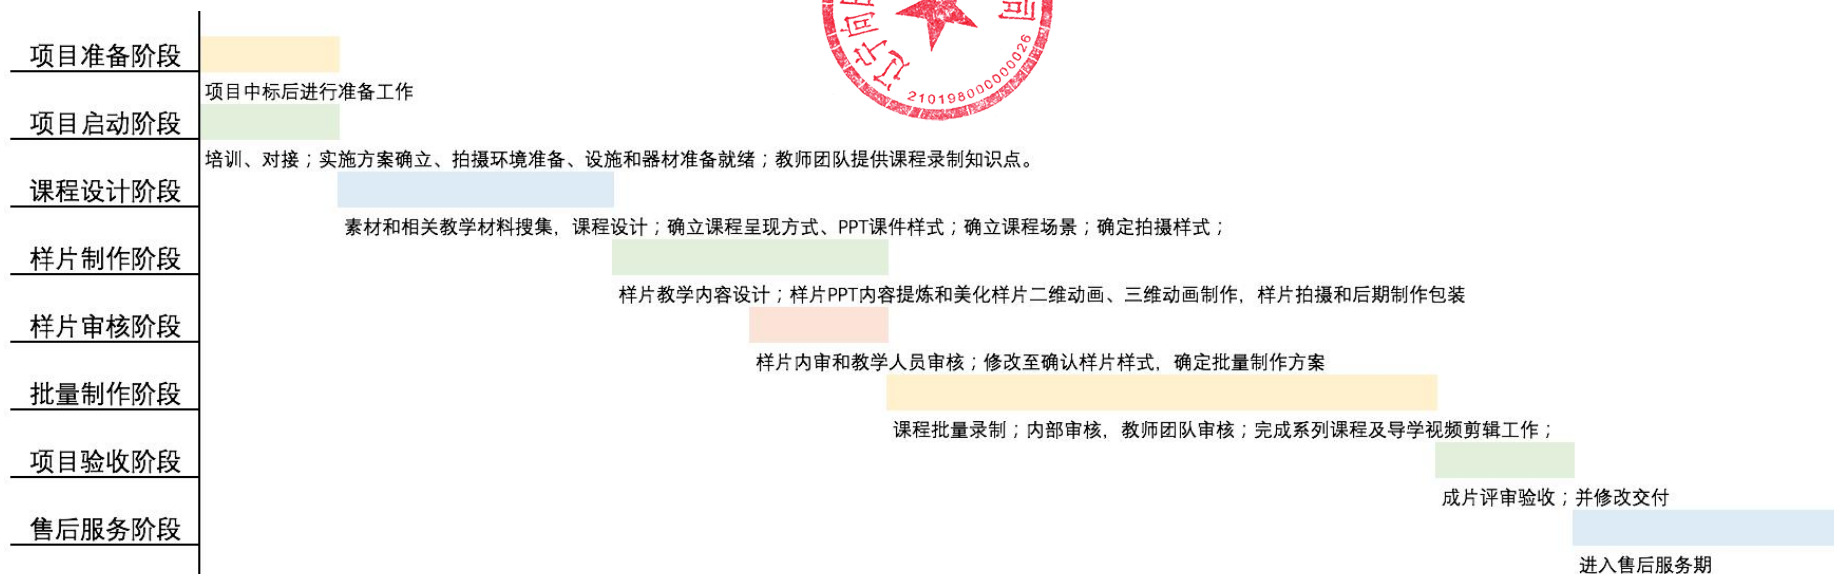 辽宁向
司
2101980000000026
项目准备阶段
项目中标后进行准备工作
项目启动阶段
培训、对接；实施方案确立、拍摄环境准备、设施和器材准备就绪；教师团队提供课程录制知识点。
课程设计阶段
素材和相关教学材料搜集，课程设计；确立课程呈现方式、PPT课件样式；确立课程场景；确定拍摄样式；
样片制作阶段
样片教学内容设计；样片PPT内容提炼和美化样片二维动画、三维动画制作，样片拍摄和后期制作包装
样片审核阶段
样片内审和教学人员审核；修改至确认样片样式，确定批量制作方案
批量制作阶段
课程批量录制；内部审核，教师团队审核；完成系列课程及导学视频剪辑工作；
项目验收阶段
成片评审验收；并修改交付
售后服务阶段
进入售后服务期